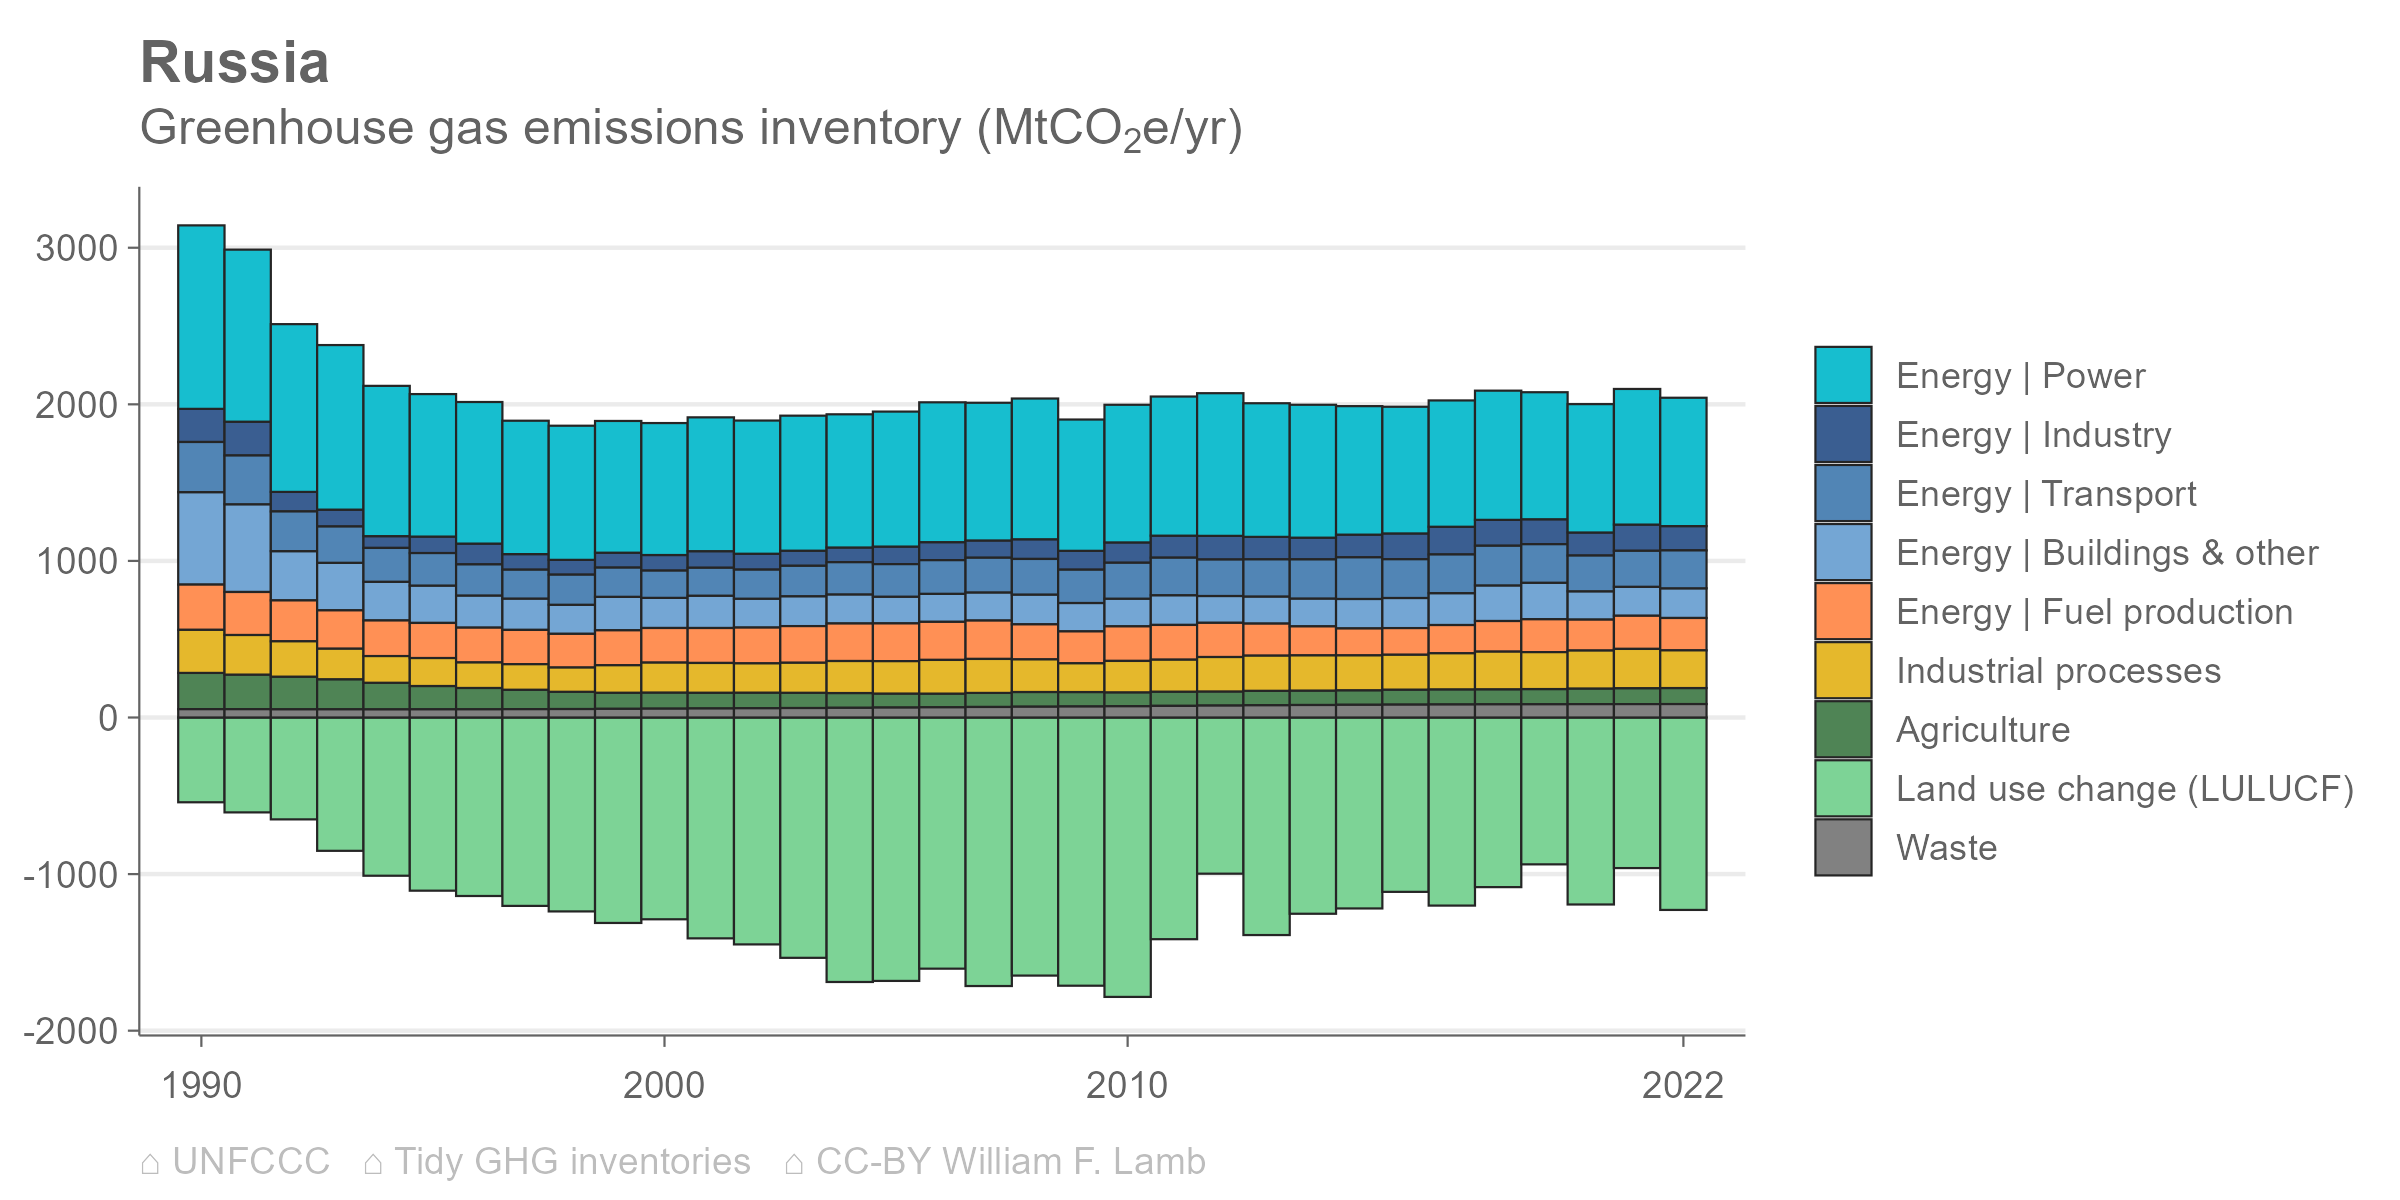 Russia
Greenhouse gas emissions inventory (MtCO₂e/yr)
3000
2000
1000
0
-1000
-2000
1990 2000 2010 2022
Energy | Power
Energy | Industry
Energy | Transport
Energy | Buildings & other
Energy | Fuel production
Industrial processes
Agriculture
Land use change (LULUCF)
Waste
⌂ UNFCCC ⌂ Tidy GHG inventories ⌂ CC-BY William F. Lamb